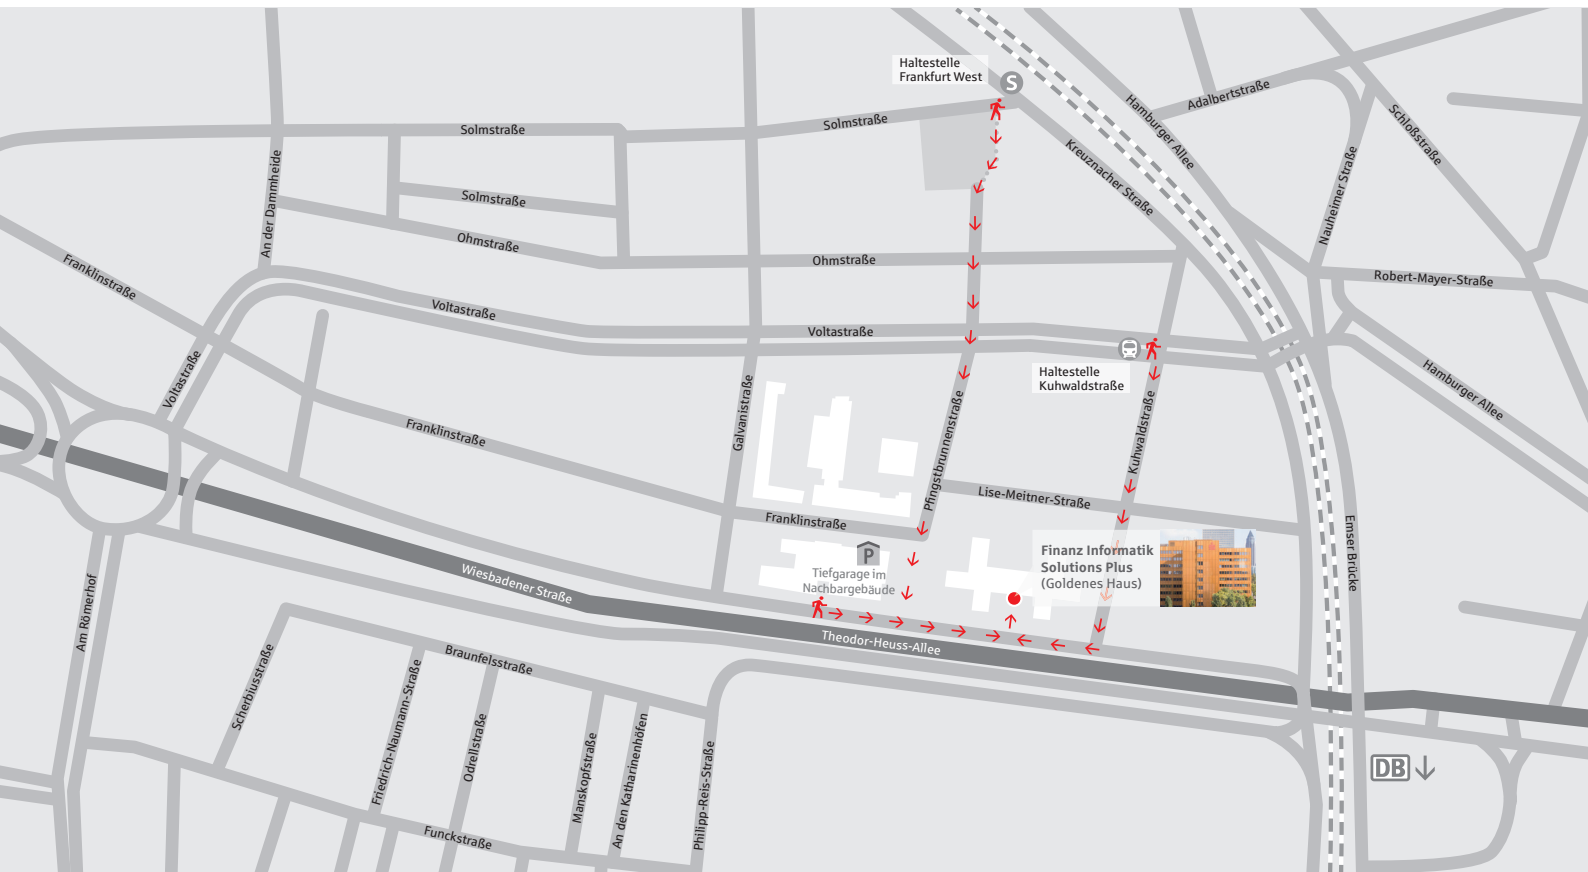 Haltestelle
Frankfurt West
S
Hamburger Allee
Adalbertstraße
Schloßstraße
Solmstraße
Solmstraße
Kreuznacher Straße
Nauheimer Straße
An der Dammheide
Solmstraße
Ohmstraße
Ohmstraße
Franklinstraße
Robert-Mayer-Straße
Voltastraße
Voltastraße
Haltestelle
Kuhwaldstraße
Voltastraße
Hamburger Allee
Galvanistraße
Pfingstbrunnenstraße
Kuhwaldstraße
Franklinstraße
Lise-Meitner-Straße
Franklinstraße
P
Tiefgarage im
Nachbargebäude
Finanz Informatik
Solutions Plus
(Goldenes Haus)
Emser Brücke
Wiesbadener Straße
Theodor-Heuss-Allee
Am Römerhof
Scherbiusstraße
Braunfelsstraße
Friedrich-Naumann-Straße
Odrellstraße
Manskopfstraße
An den Katharinenhöfen
Philipp-Reis-Straße
Funckstraße
DB